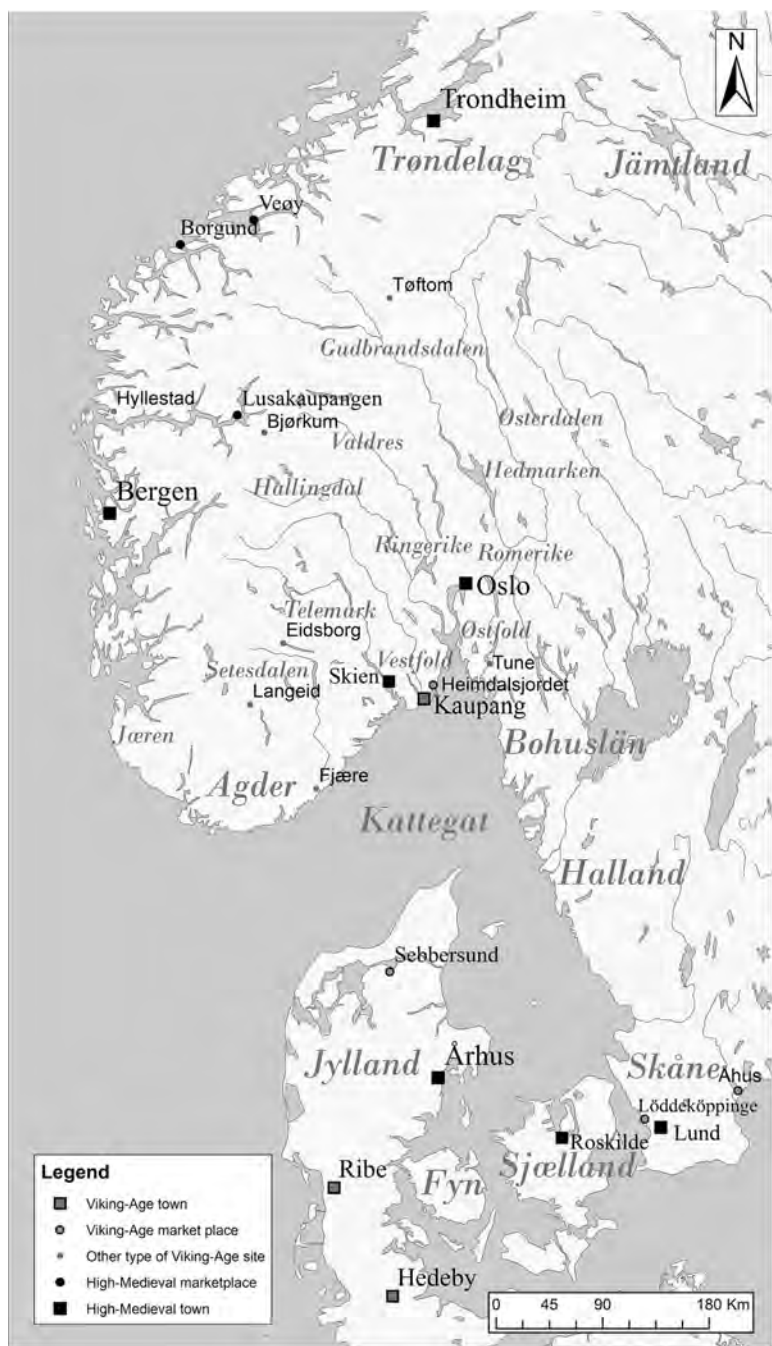 N
Trondheim
Trøndelag
Jämtland
Veøy
Borgund
Tøftom
Gudbrandsdalen
Hyllestad
Lusakaupangen
Bjørkum
Østerdalen
Valdres
Hedmarken
Bergen
Hallingdal
Ringerike
Romerike
Oslo
Telemark
Eidsborg
Østfold
Vestfold
Tune
Setesdalen
Skien
Heimdalsjordet
Langeid
Kaupang
Jæren
Bohuslän
Agder
Fjære
Kattegat
Halland
Sebbersund
Jylland
Århus
Skåne
Åhus
Löddeköppinge
Lund
Roskilde
Sjælland
Ribe
Fyn
Hedeby
Legend
Viking-Age town
Viking-Age market place
Other type of Viking-Age site
High-Medieval marketplace
High-Medieval town
0 45 90 180 Km